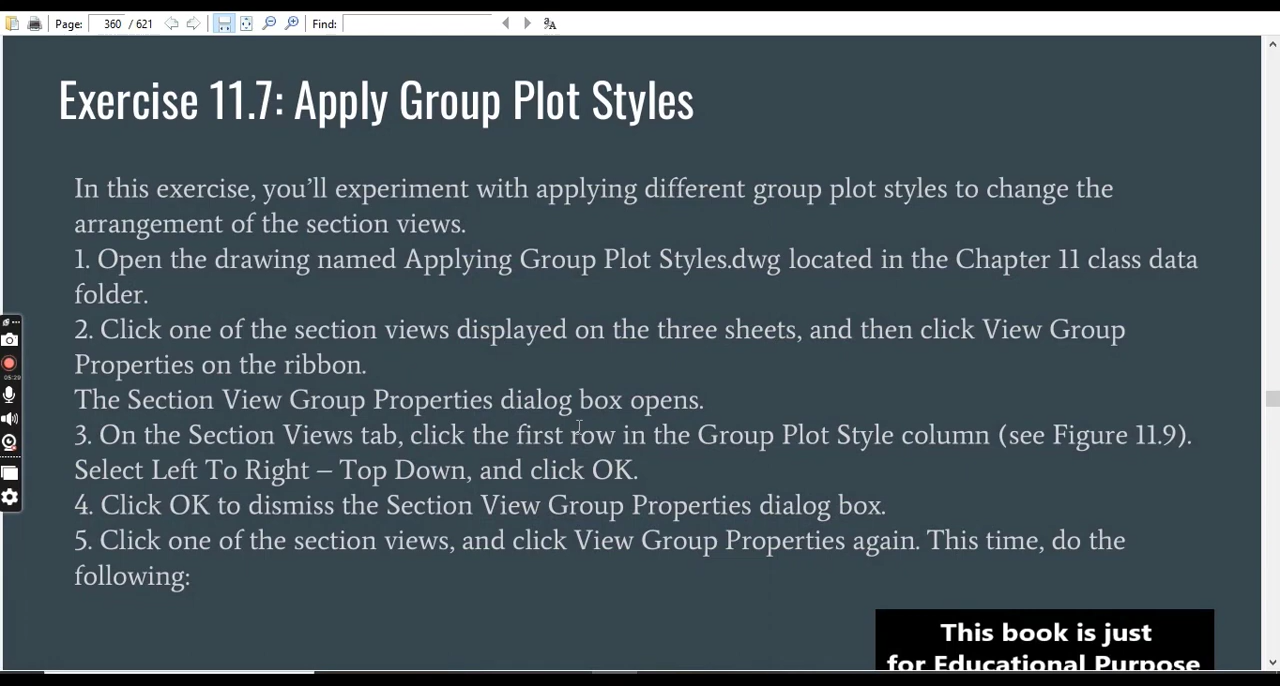 Page: 360 / 621 Find:
Exercise 11.7: Apply Group Plot Styles
In this exercise, you’ll experiment with applying different group plot styles to change the
arrangement of the section views.
1. Open the drawing named Applying Group Plot Styles.dwg located in the Chapter 11 class data
folder.
2. Click one of the section views displayed on the three sheets, and then click View Group
Properties on the ribbon.
The Section View Group Properties dialog box opens.
3. On the Section Views tab, click the first row in the Group Plot Style column (see Figure 11.9).
Select Left To Right – Top Down, and click OK.
4. Click OK to dismiss the Section View Group Properties dialog box.
5. Click one of the section views, and click View Group Properties again. This time, do the
following:
05:29
This book is just
for Educational Purpose